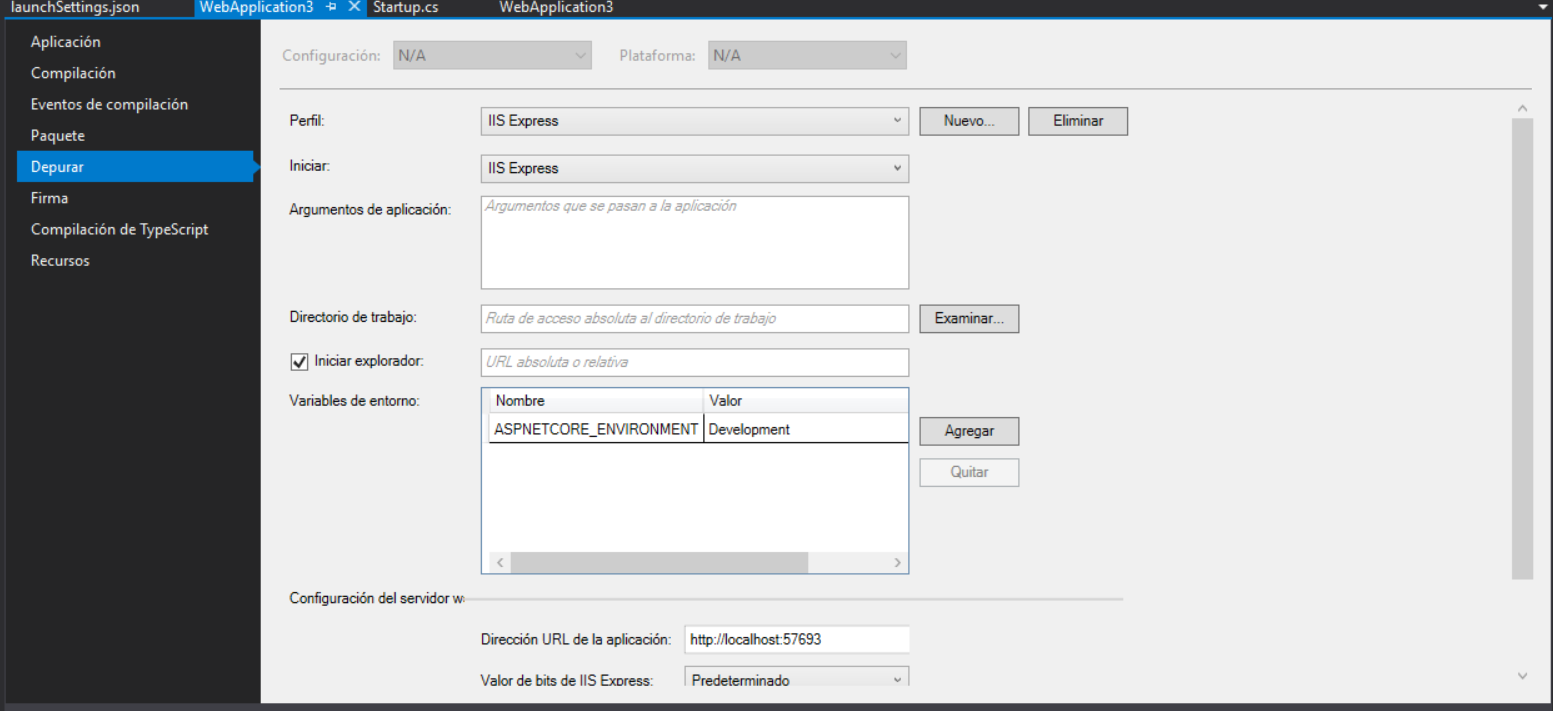 launchSettings.json WebApplication3 Startup.cs WebApplication3
Aplicación
Compilación
Eventos de compilación
Paquete
Depurar
Firma
Compilación de TypeScript
Recursos
Configuración: N/A Plataforma: N/A
Perfil: IIS Express Nuevo... Eliminar
Iniciar: IIS Express
Argumentos de aplicación: Argumentos que se pasan a la aplicación
Directorio de trabajo: Ruta de acceso absoluta al directorio de trabajo Examinar...
Iniciar explorador: URL absoluta o relativa
Variables de entorno: Nombre Valor
ASPNETCORE_ENVIRONMENT Development Agregar
Quitar
Configuración del servidor w
Dirección URL de la aplicación: http://localhost:57693
Valor de bits de IIS Express: Predeterminado